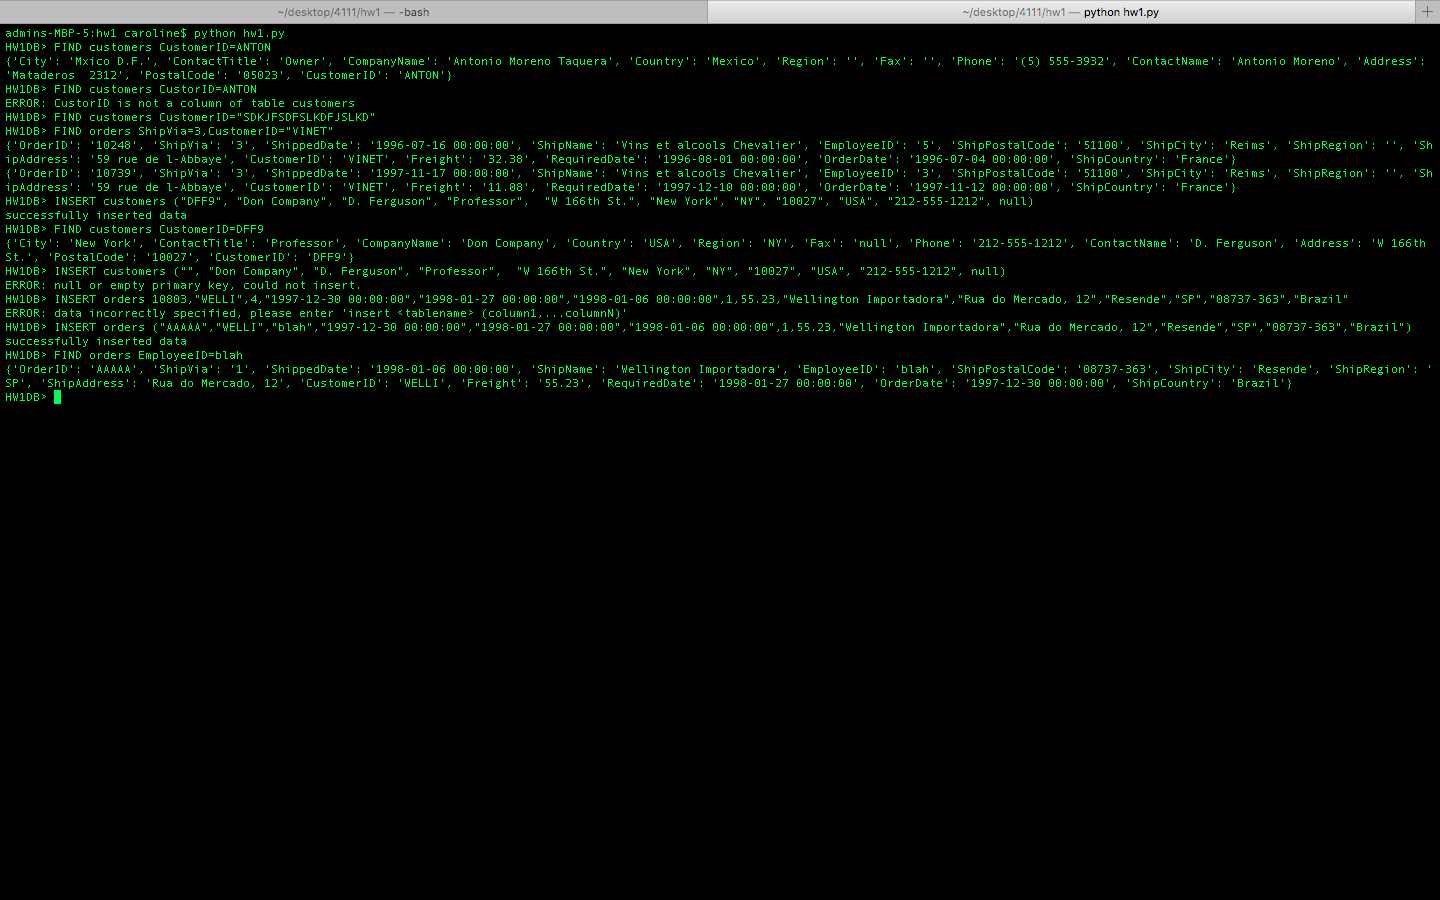 ~/desktop/4111/hw1 — -bash
~/desktop/4111/hw1 — python hw1.py
admins-MBP-5:hw1 caroline$ python hw1.py
HW1DB> FIND customers CustomerID=ANTON
{'City': 'Mxico D.F.', 'ContactTitle': 'Owner', 'CompanyName': 'Antonio Moreno Taquera', 'Country': 'Mexico', 'Region': '', 'Fax': '', 'Phone': '(5) 555-3932', 'ContactName': 'Antonio Moreno', 'Address':
'Mataderos  2312', 'PostalCode': '05023', 'CustomerID': 'ANTON'}
HW1DB> FIND customers CustorID=ANTON
ERROR: CustorID is not a column of table customers
HW1DB> FIND customers CustomerID="SDKJFSDFSLKDFJSLKD"
HW1DB> FIND orders ShipVia=3,CustomerID="VINET"
{'OrderID': '10248', 'ShipVia': '3', 'ShippedDate': '1996-07-16 00:00:00', 'ShipName': 'Vins et alcools Chevalier', 'EmployeeID': '5', 'ShipPostalCode': '51100', 'ShipCity': 'Reims', 'ShipRegion': '', 'Sh
ipAddress': '59 rue de l-Abbaye', 'CustomerID': 'VINET', 'Freight': '32.38', 'RequiredDate': '1996-08-01 00:00:00', 'OrderDate': '1996-07-04 00:00:00', 'ShipCountry': 'France'}
{'OrderID': '10739', 'ShipVia': '3', 'ShippedDate': '1997-11-17 00:00:00', 'ShipName': 'Vins et alcools Chevalier', 'EmployeeID': '3', 'ShipPostalCode': '51100', 'ShipCity': 'Reims', 'ShipRegion': '', 'Sh
ipAddress': '59 rue de l-Abbaye', 'CustomerID': 'VINET', 'Freight': '11.08', 'RequiredDate': '1997-12-10 00:00:00', 'OrderDate': '1997-11-12 00:00:00', 'ShipCountry': 'France'}
HW1DB> INSERT customers ("DFF9", "Don Company", "D. Ferguson", "Professor",  "W 166th St.", "New York", "NY", "10027", "USA", "212-555-1212", null)
successfully inserted data
HW1DB> FIND customers CustomerID=DFF9
{'City': 'New York', 'ContactTitle': 'Professor', 'CompanyName': 'Don Company', 'Country': 'USA', 'Region': 'NY', 'Fax': 'null', 'Phone': '212-555-1212', 'ContactName': 'D. Ferguson', 'Address': 'W 166th
St.', 'PostalCode': '10027', 'CustomerID': 'DFF9'}
HW1DB> INSERT customers ("", "Don Company", "D. Ferguson", "Professor",  "W 166th St.", "New York", "NY", "10027", "USA", "212-555-1212", null)
ERROR: null or empty primary key, could not insert.
HW1DB> INSERT orders 10803,"WELLI",4,"1997-12-30 00:00:00","1998-01-27 00:00:00","1998-01-06 00:00:00",1,55.23,"Wellington Importadora","Rua do Mercado, 12","Resende","SP","08737-363","Brazil"
ERROR: data incorrectly specified, please enter 'insert <tablename> (column1,...columnN)'
HW1DB> INSERT orders ("AAAAA","WELLI","blah","1997-12-30 00:00:00","1998-01-27 00:00:00","1998-01-06 00:00:00",1,55.23,"Wellington Importadora","Rua do Mercado, 12","Resende","SP","08737-363","Brazil")
successfully inserted data
HW1DB> FIND orders EmployeeID=blah
{'OrderID': 'AAAAA', 'ShipVia': '1', 'ShippedDate': '1998-01-06 00:00:00', 'ShipName': 'Wellington Importadora', 'EmployeeID': 'blah', 'ShipPostalCode': '08737-363', 'ShipCity': 'Resende', 'ShipRegion': '
SP', 'ShipAddress': 'Rua do Mercado, 12', 'CustomerID': 'WELLI', 'Freight': '55.23', 'RequiredDate': '1998-01-27 00:00:00', 'OrderDate': '1997-12-30 00:00:00', 'ShipCountry': 'Brazil'}
HW1DB>